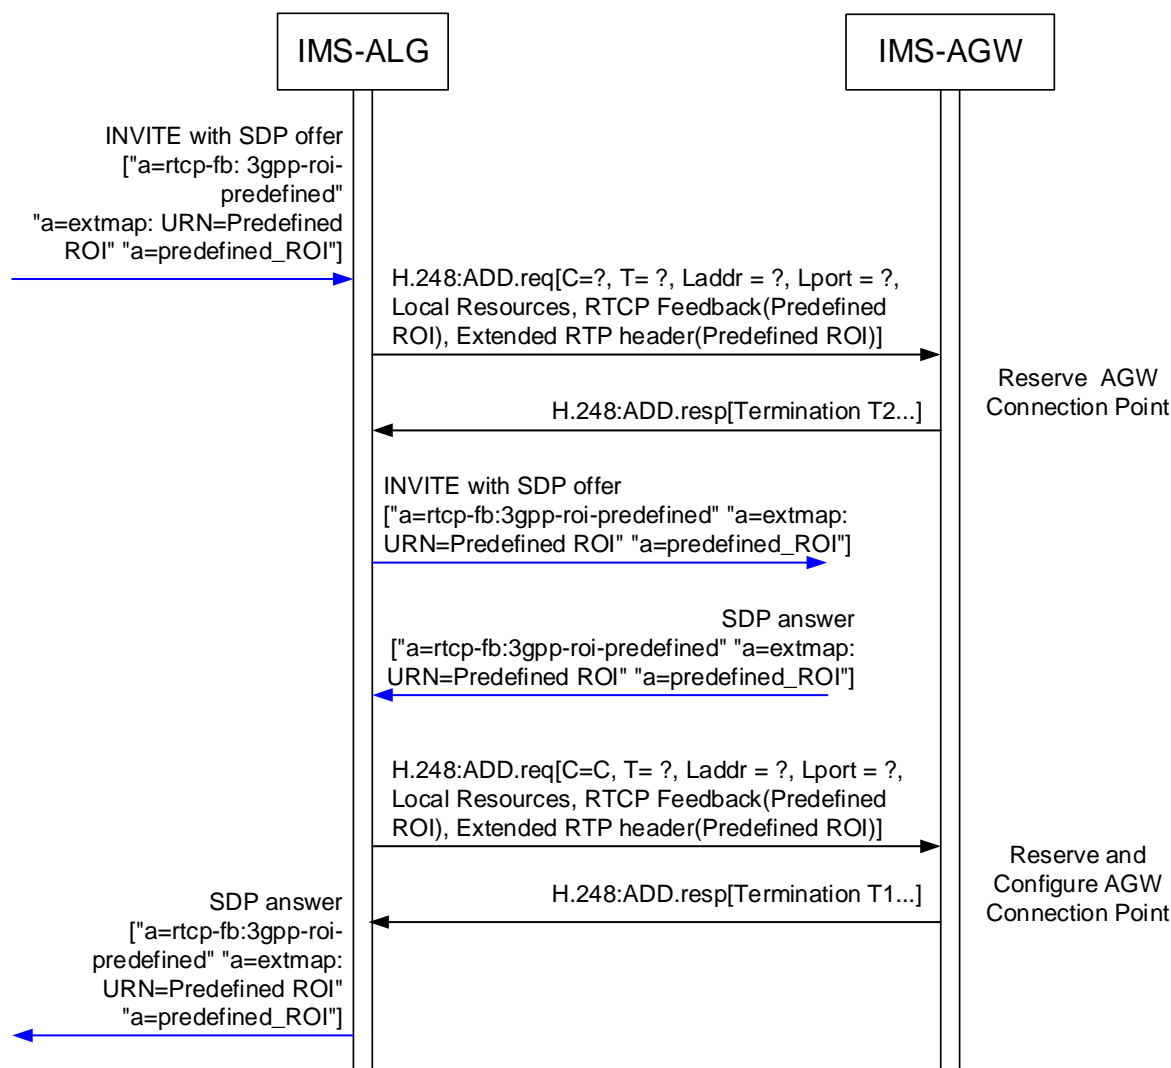 IMS-ALG
IMS-AGW
INVITE with SDP offer
["a=rtcp-fb: 3gpp-roi-
predefined"
"a=extmap: URN=Predefined
ROI" "a=predefined_ROI"]
H.248:ADD.req[C=?, T= ?, Laddr = ?, Lport = ?,
Local Resources, RTCP Feedback(Predefined
ROI), Extended RTP header(Predefined ROI)]
Reserve  AGW
Connection Point
H.248:ADD.resp[Termination T2...]
INVITE with SDP offer
["a=rtcp-fb:3gpp-roi-predefined" "a=extmap:
URN=Predefined ROI" "a=predefined_ROI"]
SDP answer
["a=rtcp-fb:3gpp-roi-predefined" "a=extmap:
URN=Predefined ROI" "a=predefined_ROI"]
H.248:ADD.req[C=C, T= ?, Laddr = ?, Lport = ?,
Local Resources, RTCP Feedback(Predefined
ROI), Extended RTP header(Predefined ROI)]
Reserve and
Configure AGW
Connection Point
H.248:ADD.resp[Termination T1...]
SDP answer
["a=rtcp-fb:3gpp-roi-
predefined" "a=extmap:
URN=Predefined ROI"
"a=predefined_ROI"]